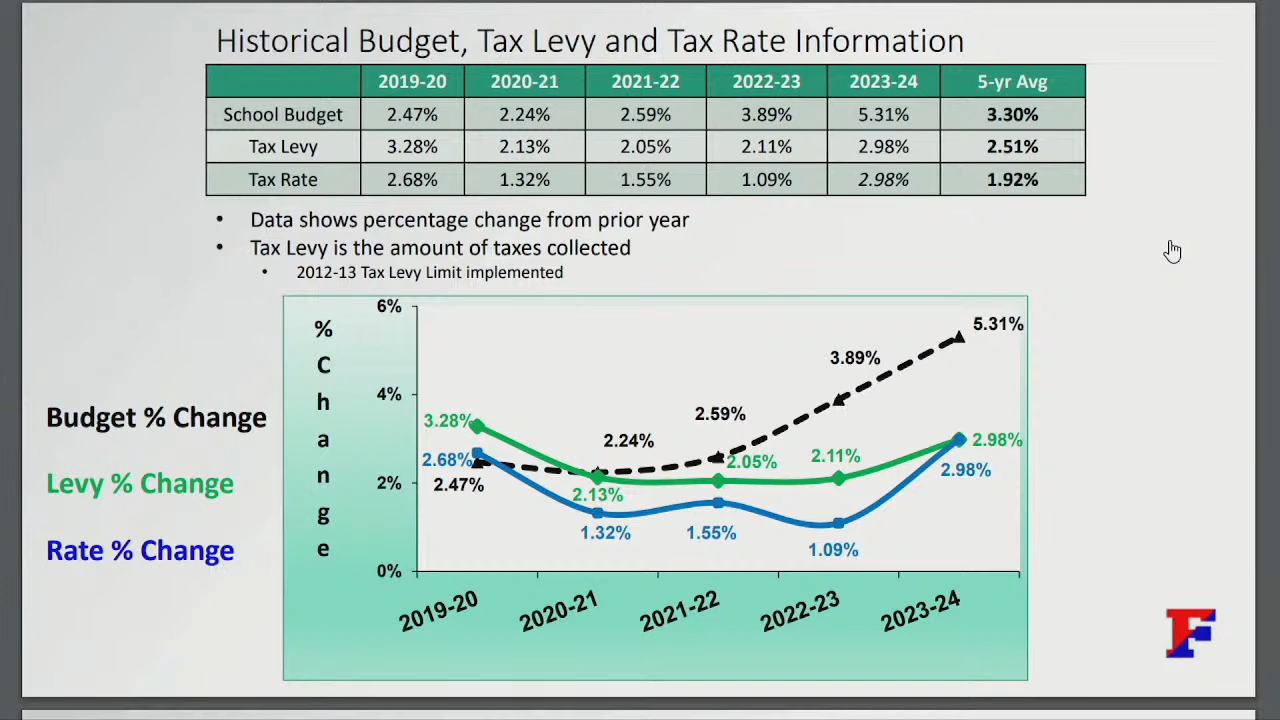 Historical Budget, Tax Levy and Tax Rate Information
2019-20 2020-21 2021-22 2022-23 2023-24 5-yr Avg
School Budget 2.47% 2.24% 2.59% 3.89% 5.31% 3.30%
Tax Levy 3.28% 2.13% 2.05% 2.11% 2.98% 2.51%
Tax Rate 2.68% 1.32% 1.55% 1.09% 2.98% 1.92%
• Data shows percentage change from prior year
• Tax Levy is the amount of taxes collected
• 2012-13 Tax Levy Limit implemented
Budget % Change
Levy % Change
Rate % Change
% Change
6%
4%
2%
0%
2.47% 2.24% 2.59% 3.89% 5.31%
3.28% 2.13% 2.05% 2.11% 2.98%
2.68% 1.32% 1.55% 1.09% 2.98%
2019-20 2020-21 2021-22 2022-23 2023-24
F